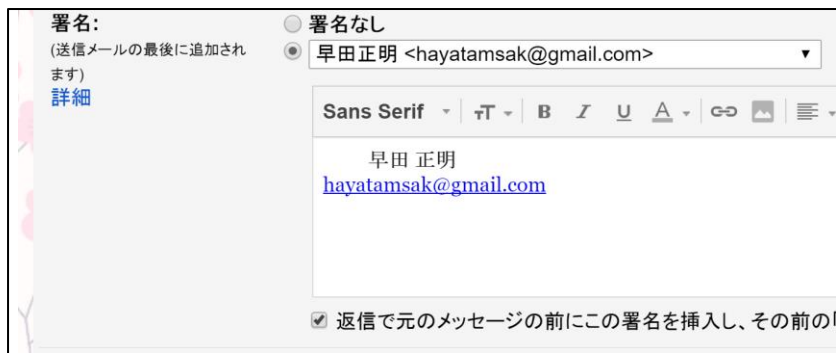 署名:
(送信メールの最後に追加され
ます)
詳細
署名なし
早田正明 <hayatamsak@gmail.com>
Sans Serif
B I U A
早田 正明
hayatamsak@gmail.com
返信で元のメッセージの前にこの署名を挿入し、その前の「